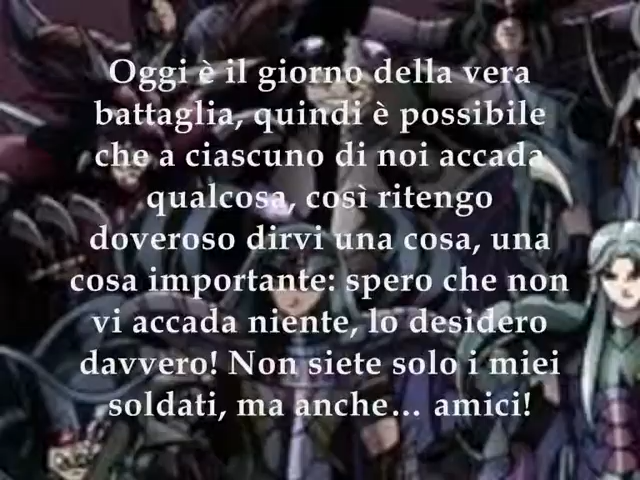 Oggi è il giorno della vera
battaglia, quindi è possibile
che a ciascuno di noi accada
qualcosa, così ritengo
doveroso dirvi una cosa, una
cosa importante: spero che non
vi accada niente, lo desidero
davvero! Non siete solo i miei
soldati, ma anche… amici!